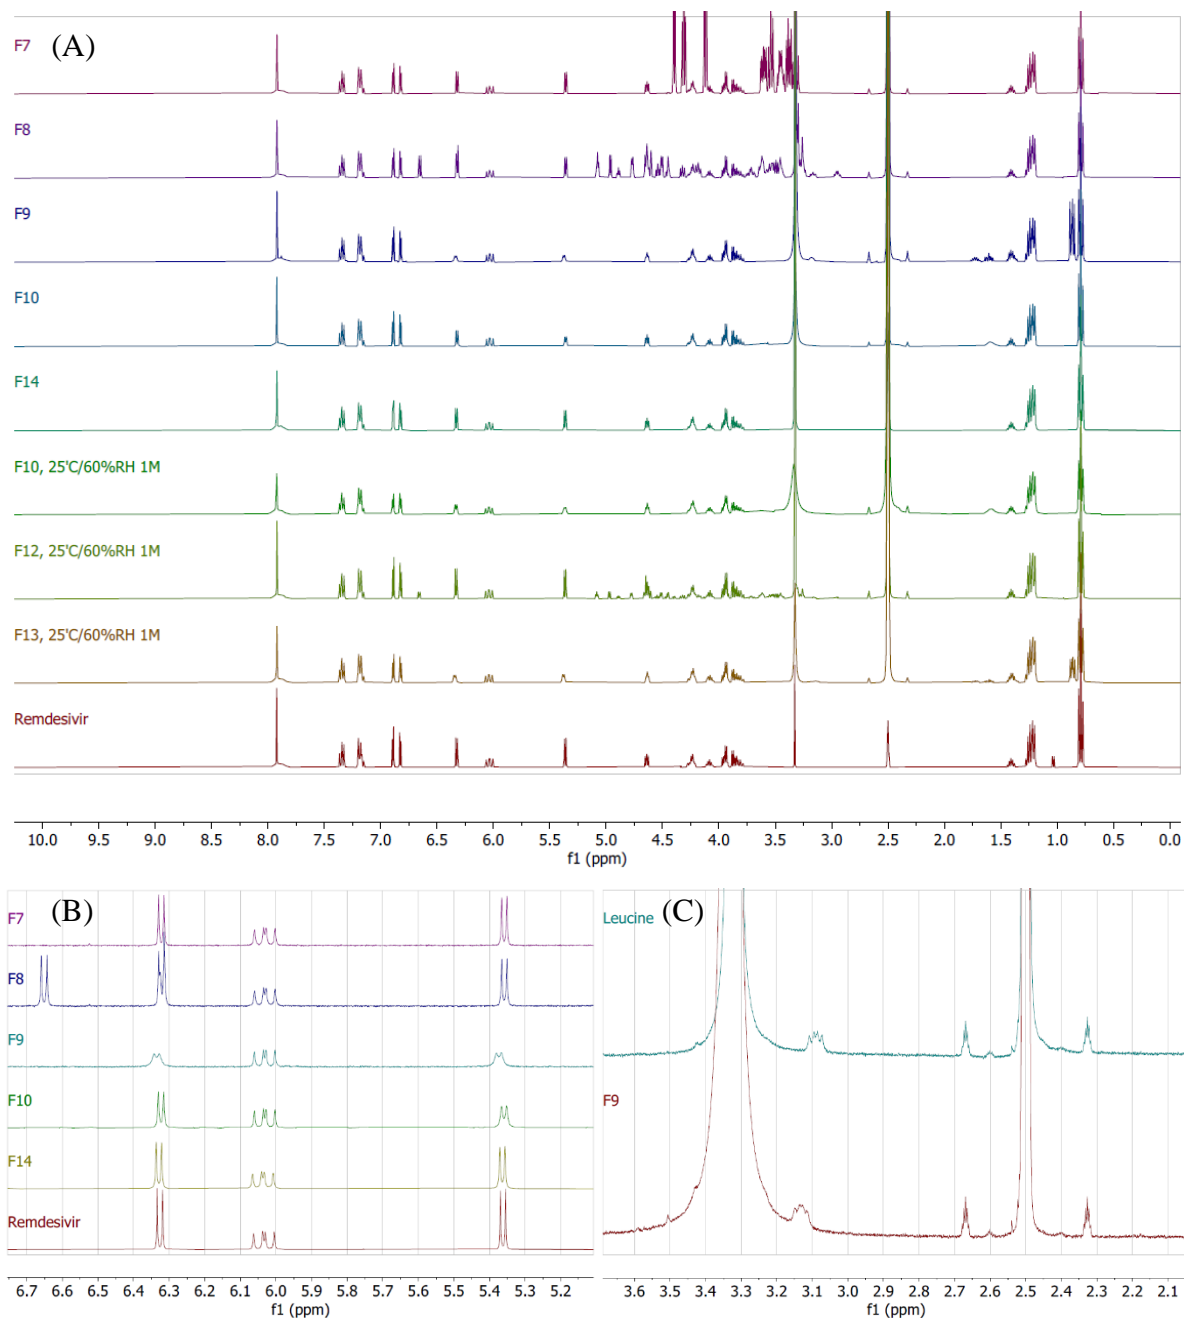 (A)
F7
F8
F9
F10
F14
F10, 25'C/60%RH 1M
F12, 25'C/60%RH 1M
F13, 25'C/60%RH 1M
Remdesivir
10.0 9.5 9.0 8.5 8.0 7.5 7.0 6.5 6.0 5.5 5.0 4.5 4.0 3.5 3.0 2.5 2.0 1.5 1.0 0.5 0.0
f1 (ppm)
(B)
F7
F8
F9
F10
F14
Remdesivir
6.7 6.6 6.5 6.4 6.3 6.2 6.1 6.0 5.9 5.8 5.7 5.6 5.5 5.4 5.3 5.2
f1 (ppm)
(C)
Leucine
F9
3.6 3.5 3.4 3.3 3.2 3.1 3.0 2.9 2.8 2.7 2.6 2.5 2.4 2.3 2.2 2.1
f1 (ppm)